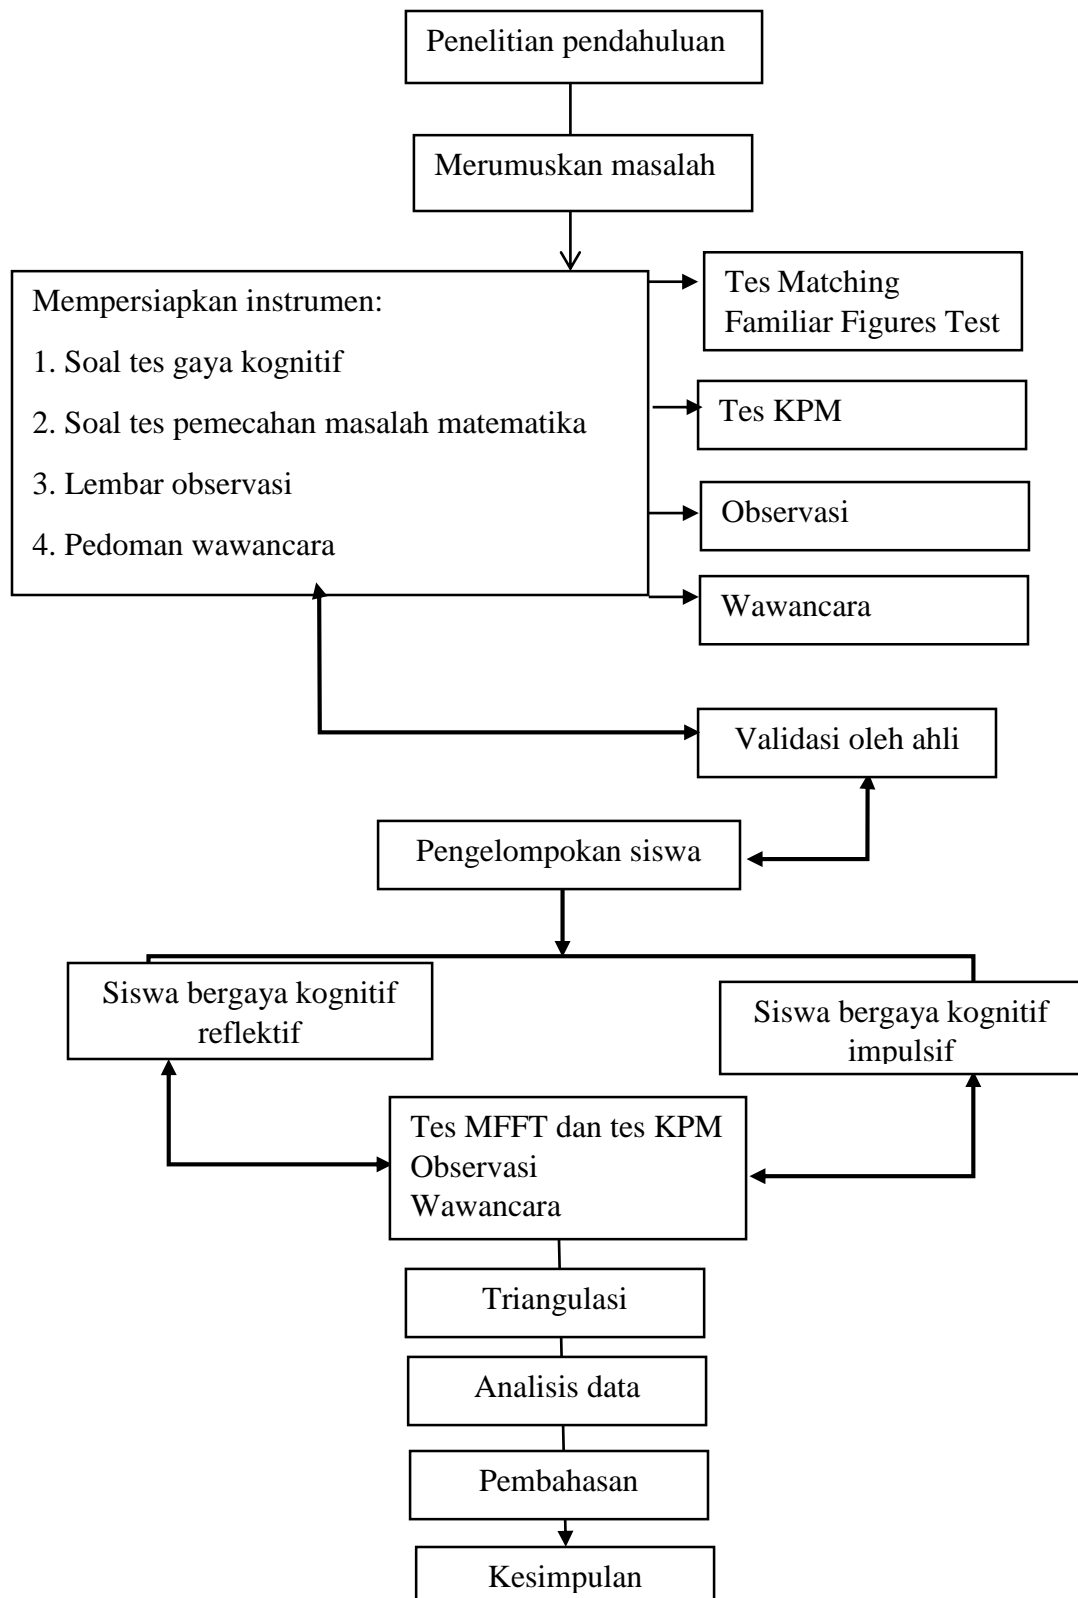 Penelitian pendahuluan
Merumuskan masalah
Mempersiapkan instrumen:
1. Soal tes gaya kognitif
2. Soal tes pemecahan masalah matematika
3. Lembar observasi
4. Pedoman wawancara
Tes Matching
Familiar Figures Test
Tes KPM
Observasi
Wawancara
Validasi oleh ahli
Pengelompokan siswa
Siswa bergaya kognitif
reflektif
Siswa bergaya kognitif
impulsif
Tes MFFT dan tes KPM
Observasi
Wawancara
Triangulasi
Analisis data
Pembahasan
Kesimpulan